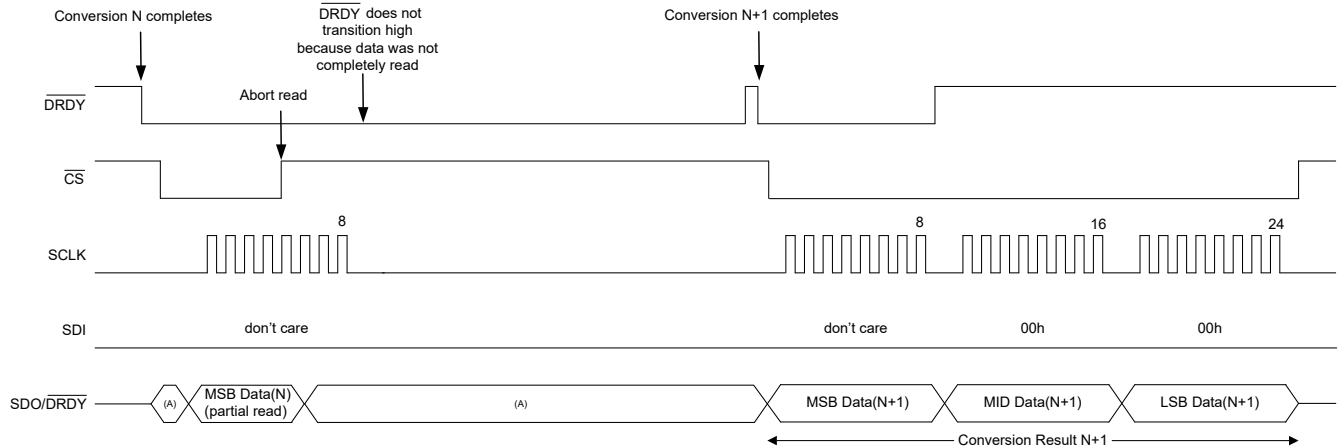 Conversion N completes
DRDY does not
transition high
because data was not
completely read
Conversion N+1 completes
Abort read
DRDY
CS
8
8
16
24
SCLK
SDI
don't care
don't care
00h
00h
SDO/DRDY
(A)
MSB Data(N)
(partial read)
(A)
MSB Data(N+1)
MID Data(N+1)
LSB Data(N+1)
Conversion Result N+1